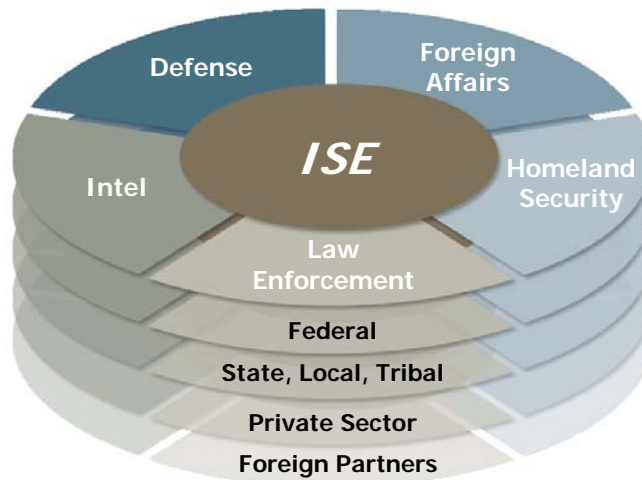 Defense
Foreign
Affairs
ISE
Intel
Homeland
Security
Law
Enforcement
Federal
State, Local, Tribal
Private Sector
Foreign Partners